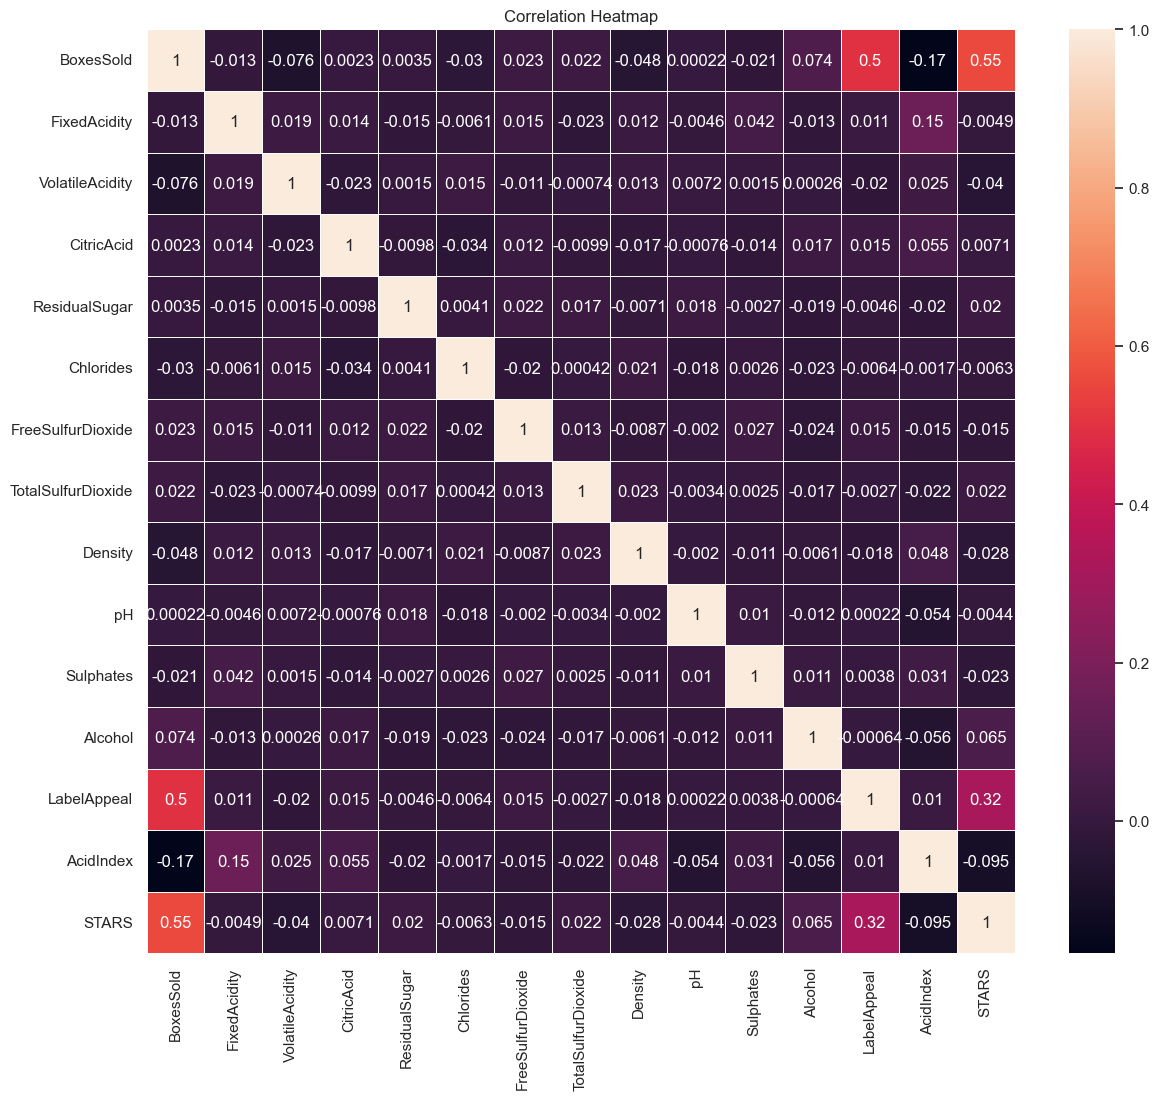 Correlation Heatmap
BoxesSold 1 -0.013 -0.076 0.0023 0.0035 -0.03 0.023 0.022 -0.048 0.00022 -0.021 0.074 0.5 -0.17 0.55
FixedAcidity -0.013 1 0.019 0.014 -0.015 -0.0061 0.015 -0.023 0.012 -0.0046 0.042 -0.013 0.011 0.15 -0.0049
VolatileAcidity -0.076 0.019 1 -0.023 0.0015 0.015 -0.011 -0.00074 0.013 0.0072 0.0015 0.00026 -0.02 0.025 -0.04
CitricAcid 0.0023 0.014 -0.023 1 -0.0098 -0.034 0.012 -0.0099 -0.017 -0.00076 -0.014 0.017 0.015 0.055 0.0071
ResidualSugar 0.0035 -0.015 0.0015 -0.0098 1 0.0041 0.022 0.017 -0.0071 0.018 -0.0027 -0.019 -0.0046 -0.02 0.02
Chlorides -0.03 -0.0061 0.015 -0.034 0.0041 1 -0.02 0.00042 0.021 -0.018 0.0026 -0.023 -0.0064 -0.0017 -0.0063
FreeSulfurDioxide 0.023 0.015 -0.011 0.012 0.022 -0.02 1 0.013 -0.0087 -0.002 0.027 -0.024 0.015 -0.015 -0.015
TotalSulfurDioxide 0.022 -0.023 -0.00074 -0.0099 0.017 0.00042 0.013 1 0.023 -0.0034 0.0025 -0.017 -0.0027 -0.022 0.022
Density -0.048 0.012 0.013 -0.017 -0.0071 0.021 -0.0087 0.023 1 -0.002 -0.011 -0.0061 -0.018 0.048 -0.028
pH 0.00022 -0.0046 0.0072 -0.00076 0.018 -0.018 -0.002 -0.0034 -0.002 1 0.01 -0.012 0.00022 -0.054 -0.0044
Sulphates -0.021 0.042 0.0015 -0.014 -0.0027 0.0026 0.027 0.0025 -0.011 0.01 1 0.011 0.0038 0.031 -0.023
Alcohol 0.074 -0.013 0.00026 0.017 -0.019 -0.023 -0.024 -0.017 -0.0061 -0.012 0.011 1 -0.00064 -0.056 0.065
LabelAppeal 0.5 0.011 -0.02 0.015 -0.0046 -0.0064 0.015 -0.0027 -0.018 0.00022 0.0038 -0.00064 1 0.01 0.32
AcidIndex -0.17 0.15 0.025 0.055 -0.02 -0.0017 -0.015 -0.022 0.048 -0.054 0.031 -0.056 0.01 1 -0.095
STARS 0.55 -0.0049 -0.04 0.0071 0.02 -0.0063 -0.015 0.022 -0.028 -0.0044 -0.023 0.065 0.32 -0.095 1
BoxesSold
FixedAcidity
VolatileAcidity
CitricAcid
ResidualSugar
Chlorides
FreeSulfurDioxide
TotalSulfurDioxide
Density
pH
Sulphates
Alcohol
LabelAppeal
AcidIndex
STARS
1.0
0.8
0.6
0.4
0.2
0.0